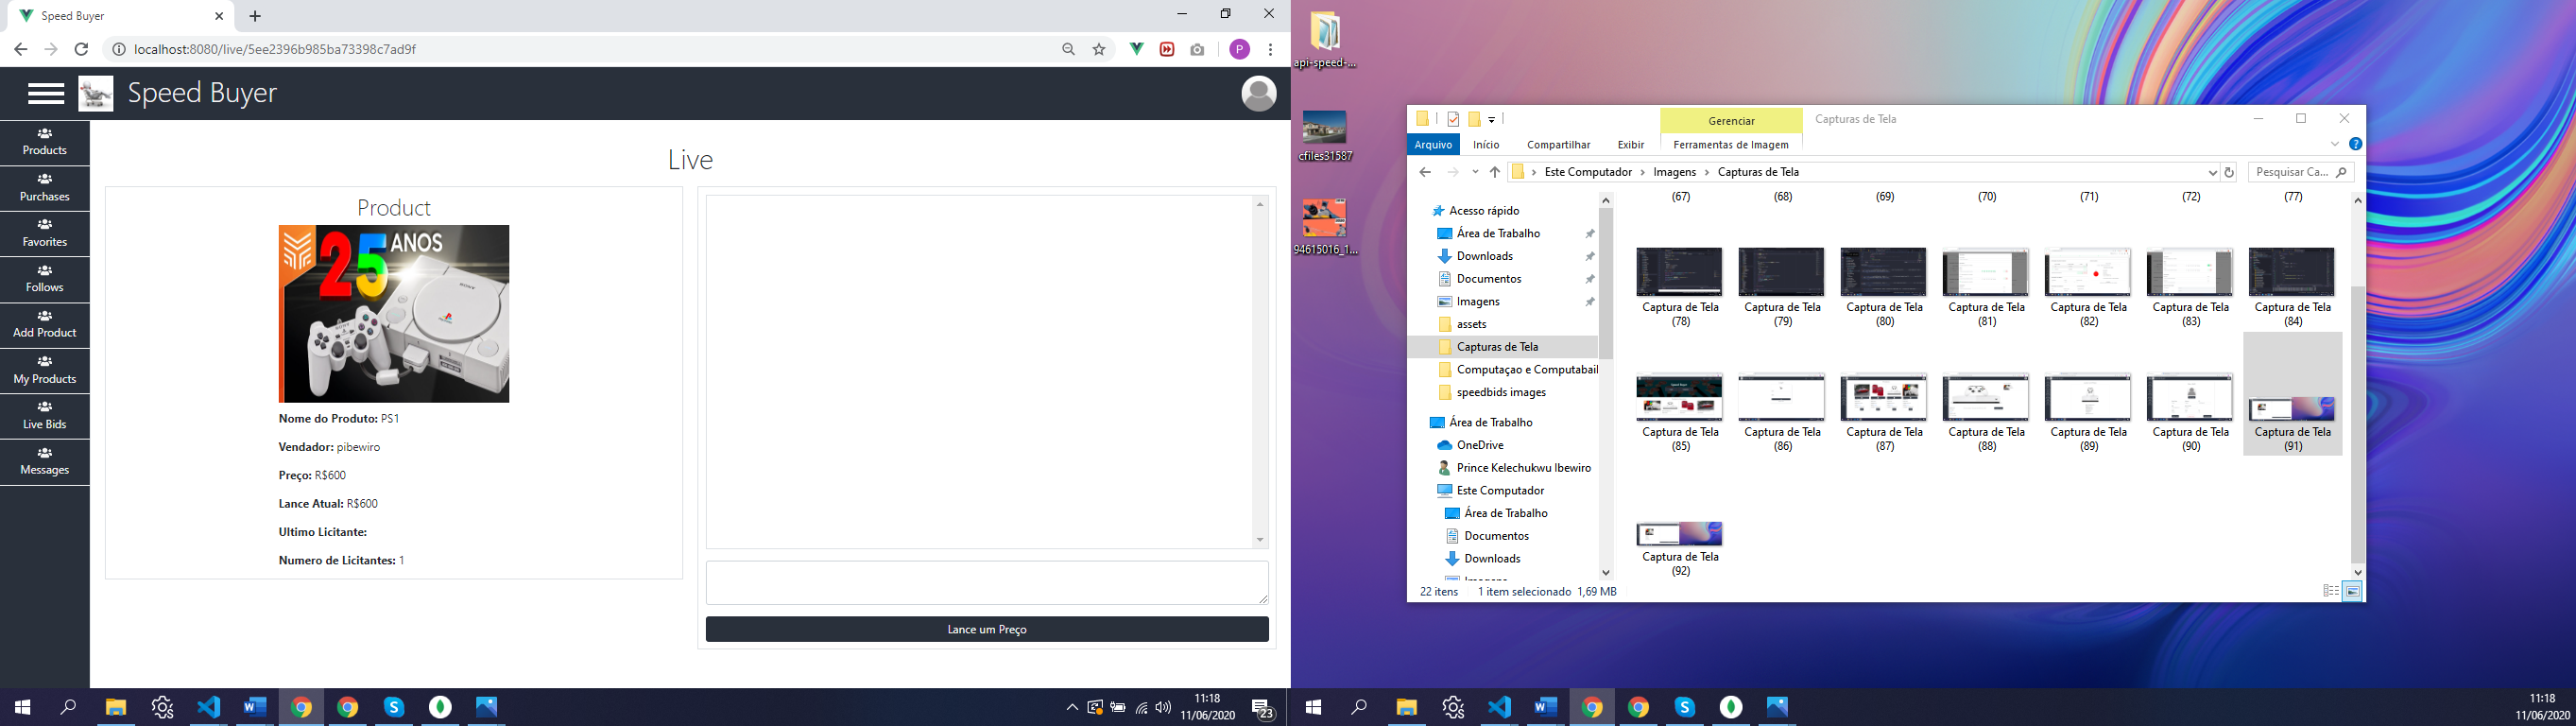 Speed Buyer
localhost:8080/live/5ee2396b985ba73398c7ad9f
P
Speed Buyer
Products
Purchases
Favorites
Follows
Add Product
My Products
Live Bids
Messages
Live
Product
25 ANOS
SONY
Nome do Produto: PS1
Vendador: pibewiro
Preço: R$600
Lance Atual: R$600
Ultimo Licitante:
Numero de Licitantes: 1
Lance um Preço
11:18
11/06/2020
23
api-speed-...
cfiles31587
94615016_1...
Gerenciar
Capturas de Tela
Arquivo
Início
Compartilhar
Exibir
Ferramentas de Imagem
Este Computador
Imagens
Capturas de Tela
Pesquisar Ca...
Acesso rápido
Área de Trabalho
Downloads
Documentos
Imagens
assets
Capturas de Tela
Computaçao e Computabail
speedbids images
Área de Trabalho
OneDrive
Prince Kelechukwu Ibewiro
Este Computador
Área de Trabalho
Documentos
Downloads
(67)
(68)
(69)
(70)
(71)
(72)
(77)
Captura de Tela
(78)
Captura de Tela
(79)
Captura de Tela
(80)
Captura de Tela
(81)
Captura de Tela
(82)
Captura de Tela
(83)
Captura de Tela
(84)
Captura de Tela
(85)
Captura de Tela
(86)
Captura de Tela
(87)
Captura de Tela
(88)
Captura de Tela
(89)
Captura de Tela
(90)
Captura de Tela
(91)
Captura de Tela
(92)
22 itens
1 item selecionado 1,69 MB
11:18
11/06/2020